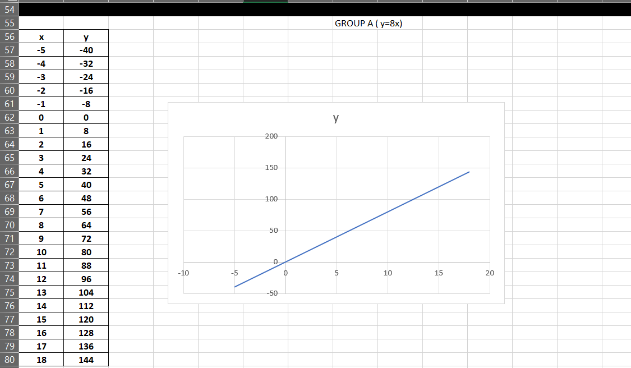 54
55 GROUP A ( y=8x)
56 x y
57 -5 -40
58 -4 -32
59 -3 -24
60 -2 -16
61 -1 -8
62 0 0
63 1 8
64 2 16
65 3 24
66 4 32
67 5 40
68 6 48
69 7 56
70 8 64
71 9 72
72 10 80
73 11 88
74 12 96
75 13 104
76 14 112
77 15 120
78 16 128
79 17 136
80 18 144
y
200
150
100
50
0
-10 -5 0 5 10 15 20
-50